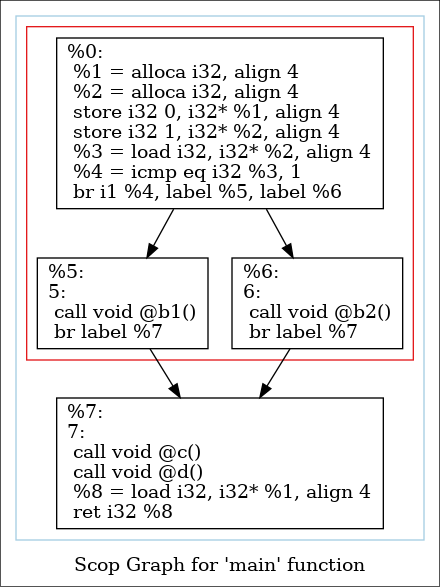 %0:
%1 = alloca i32, align 4
%2 = alloca i32, align 4
store i32 0, i32* %1, align 4
store i32 1, i32* %2, align 4
%3 = load i32, i32* %2, align 4
%4 = icmp eq i32 %3, 1
br i1 %4, label %5, label %6
%5:
5:
call void @b1()
br label %7
%6:
6:
call void @b2()
br label %7
%7:
7:
call void @c()
call void @d()
%8 = load i32, i32* %1, align 4
ret i32 %8
Scop Graph for 'main' function